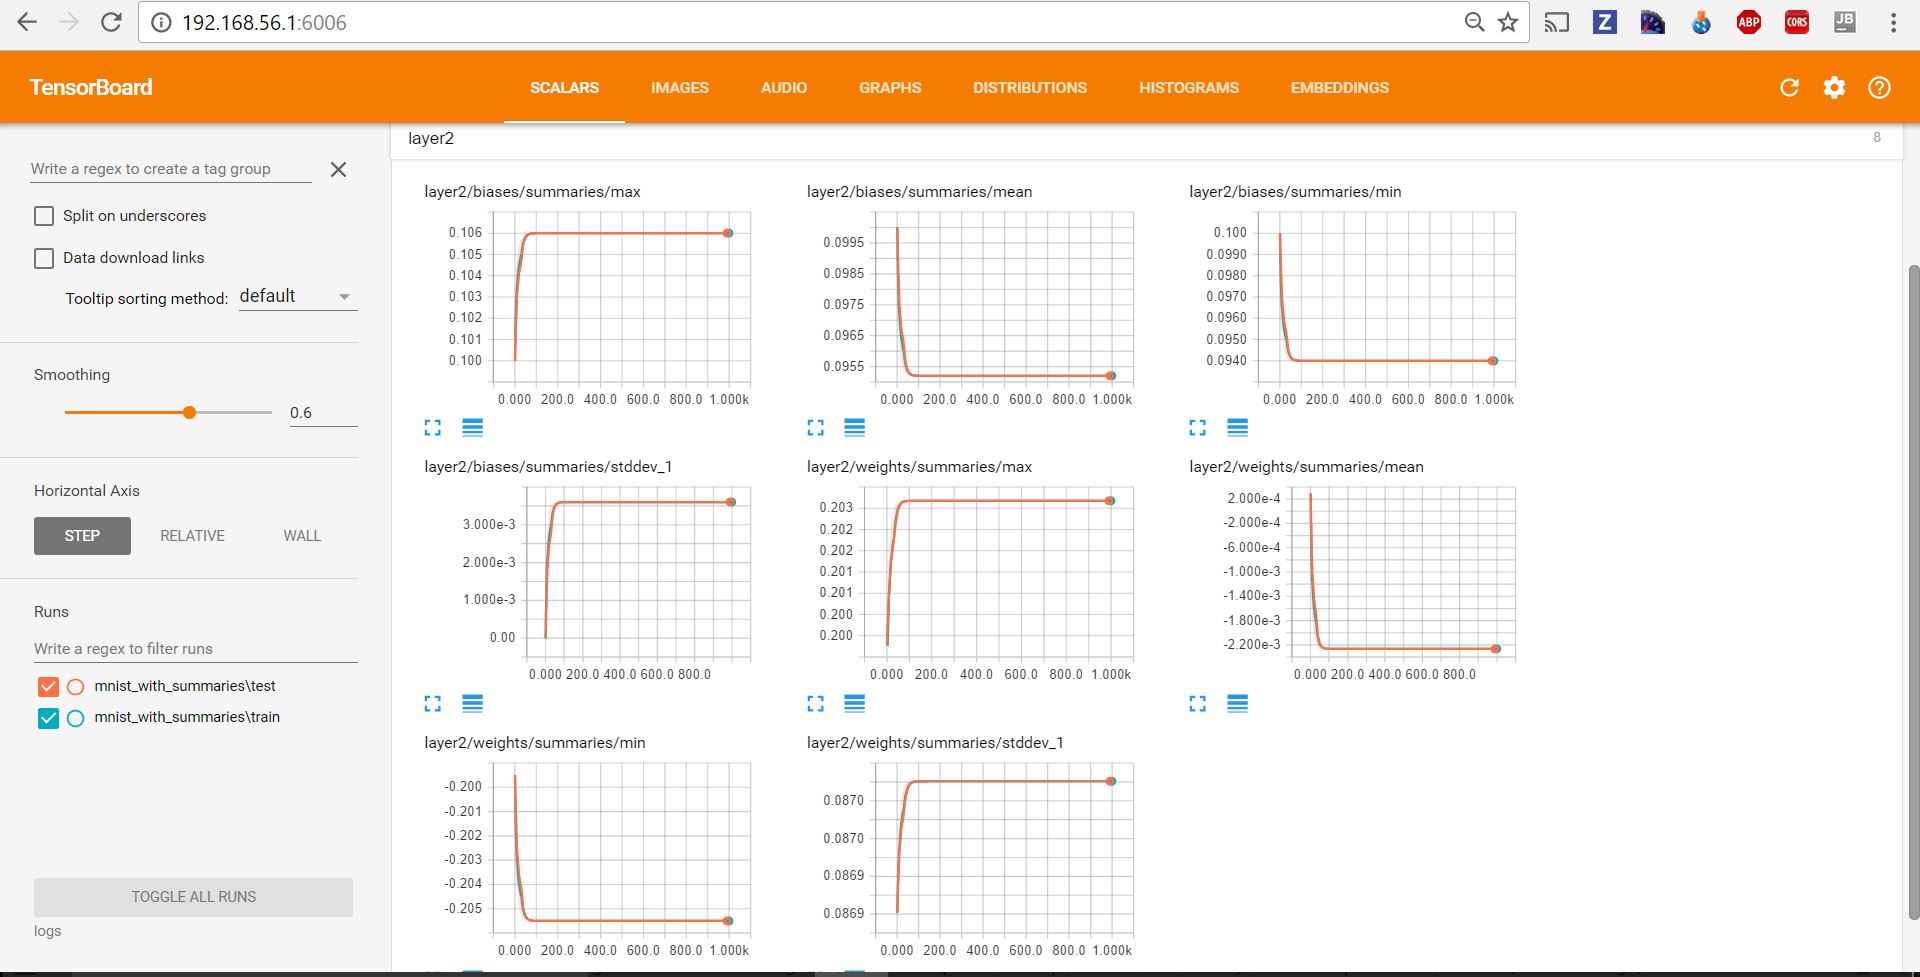 192.168.56.1:6006
Z ABP CORS JB
TensorBoard SCALARS IMAGES AUDIO GRAPHS DISTRIBUTIONS HISTOGRAMS EMBEDDINGS
Write a regex to create a tag group
Split on underscores
Data download links
Tooltip sorting method: default
Smoothing
0.6
Horizontal Axis
STEP RELATIVE WALL
Runs
Write a regex to filter runs
mnist_with_summaries\test
mnist_with_summaries\train
TOGGLE ALL RUNS
logs
layer2 8
layer2/biases/summaries/max
0.106
0.105
0.104
0.103
0.102
0.101
0.100
0.000 200.0 400.0 600.0 800.0 1.000k
layer2/biases/summaries/mean
0.0995
0.0985
0.0975
0.0965
0.0955
0.000 200.0 400.0 600.0 800.0 1.000k
layer2/biases/summaries/min
0.100
0.0990
0.0980
0.0970
0.0960
0.0950
0.0940
0.000 200.0 400.0 600.0 800.0 1.000k
layer2/biases/summaries/stddev_1
3.000e-3
2.000e-3
1.000e-3
0.00
0.000 200.0 400.0 600.0 800.0
layer2/weights/summaries/max
0.203
0.202
0.202
0.201
0.201
0.200
0.200
0.000 200.0 400.0 600.0 800.0 1.000k
layer2/weights/summaries/mean
2.000e-4
-2.000e-4
-6.000e-4
-1.000e-3
-1.400e-3
-1.800e-3
-2.200e-3
0.000 200.0 400.0 600.0 800.0
layer2/weights/summaries/min
-0.200
-0.201
-0.202
-0.203
-0.204
-0.205
0.000 200.0 400.0 600.0 800.0 1.000k
layer2/weights/summaries/stddev_1
0.0870
0.0870
0.0869
0.0869
0.000 200.0 400.0 600.0 800.0 1.000k